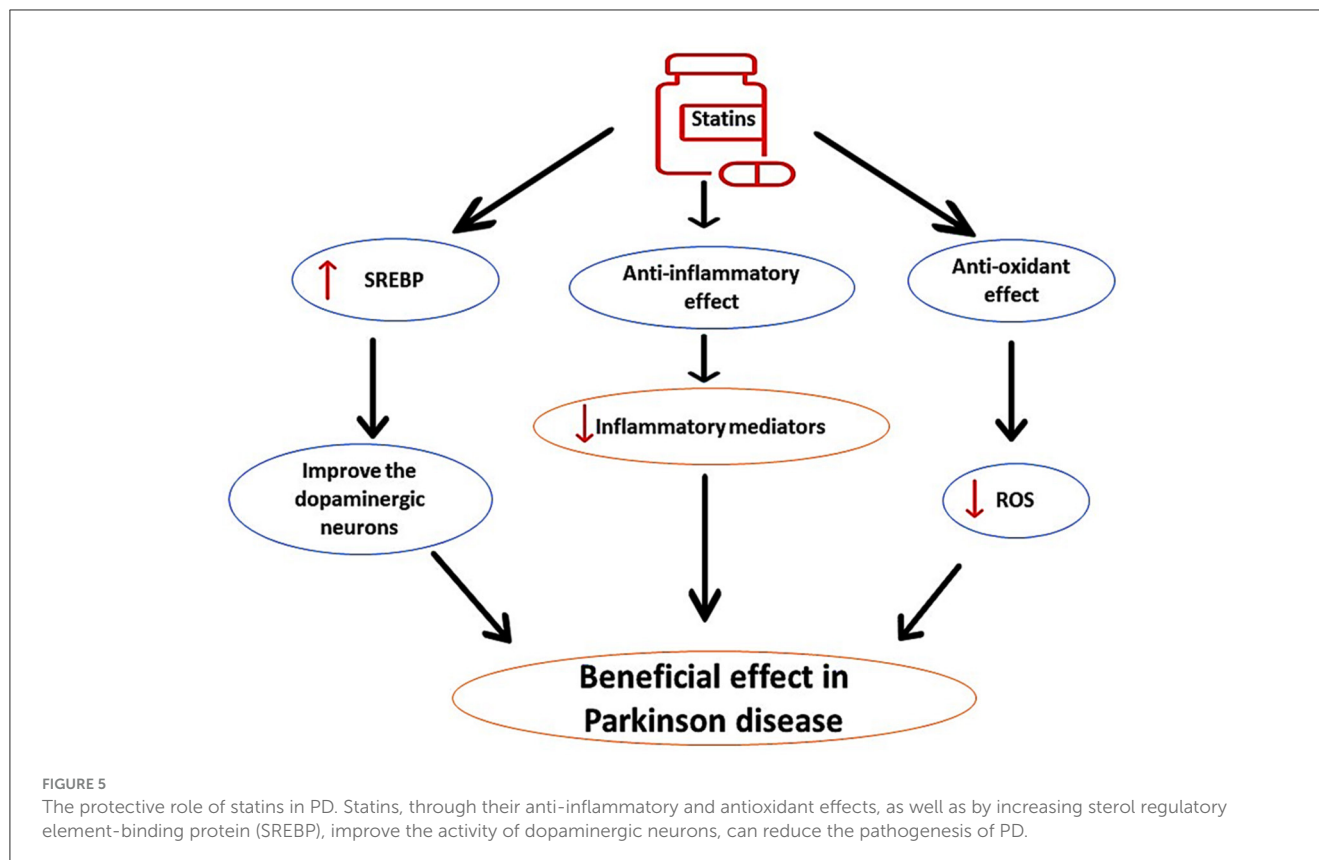 Statins
SREBP
Anti-inflammatory
effect
Anti-oxidant
effect
Inflammatory mediators
Improve the
dopaminergic
neurons
ROS
Beneficial effect in
Parkinson disease
FIGURE 5
The protective role of statins in PD. Statins, through their anti-inflammatory and antioxidant effects, as well as by increasing sterol regulatory
element-binding protein (SREBP), improve the activity of dopaminergic neurons, can reduce the pathogenesis of PD.